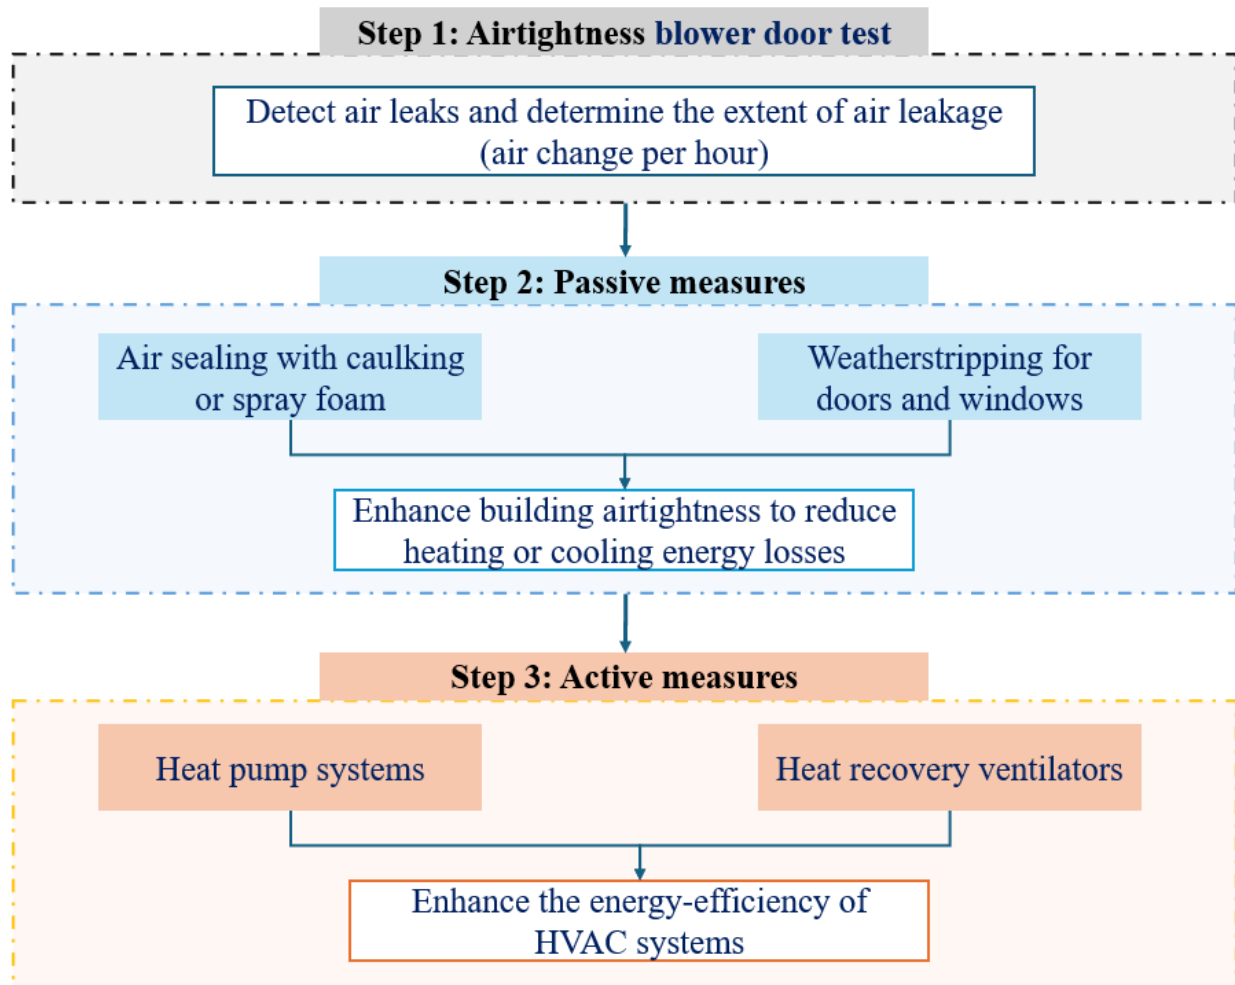 Step 1: Airtightness blower door test
Detect air leaks and determine the extent of air leakage
(air change per hour)
Step 2: Passive measures
Air sealing with caulking
or spray foam
Weatherstripping for
doors and windows
Enhance building airtightness to reduce
heating or cooling energy losses
Step 3: Active measures
Heat pump systems
Heat recovery ventilators
Enhance the energy-efficiency of
HVAC systems